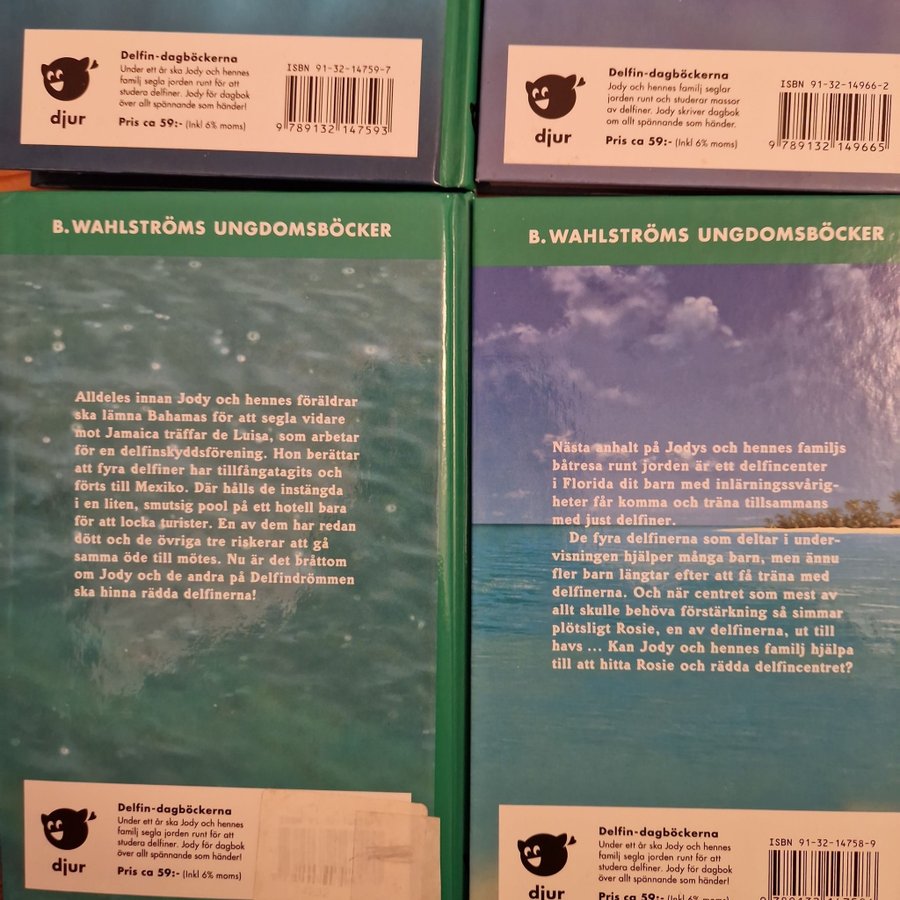 Delfin-dagböckerna
Under ett år ska Jody och hennes
familj segla jorden runt för att
studera delfiner. Jody för dagbok
över allt spännande som händer!
Pris ca 59:- (Inkl 6% moms)
djur
ISBN 91-32-14759-7
9 789132 147593
Delfin-dagböckerna
Jody och hennes familj seglar
jorden runt och studerar massor
av delfiner. Jody skriver dagbok
om allt spännande som händer.
Pris ca 59:- (Inkl 6% moms)
djur
ISBN 91-32-14966-2
9 789132 149665
B. WAHLSTRÖMS UNGDOMSBÖCKER
Alldeles innan Jody och hennes föräldrar
ska lämna Bahamas för att segla vidare
mot Jamaica träffar de Luisa, som arbetar
för en delfinskyddsförening. Hon berättar
att fyra delfiner har tillfångatagits och
förts till Mexiko. Där hålls de instängda
i en liten, smutsig pool på ett hotell bara
för att locka turister. En av dem har redan
dött och de övriga tre riskerar att gå
samma öde till mötes. Nu är det bråttom
om Jody och de andra på Delfindrömmen
ska hinna rädda delfinerna!
Delfin-dagböckerna
Under ett år ska Jody och hennes
familj segla jorden runt för att
studera delfiner. Jody för dagbok
över allt spännande som händer!
Pris ca 59:- (Inkl 6% moms)
djur
B. WAHLSTRÖMS UNGDOMSBÖCKER
Nästa anhalt på Jodys och hennes familjs
båtresa runt jorden är ett delfincenter
i Florida dit barn med inlärningssvårig-
heter får komma och träna tillsammans
med just delfiner.
De fyra delfinerna som deltar i under-
visningen hjälper många barn, men ännu
fler barn längtar efter att få träna med
delfinerna. Och när centret som mest av
allt skulle behöva förstärkning så simmar
plötsligt Rosie, en av delfinerna, ut till
havs ... Kan Jody och hennes familj hjälpa
till att hitta Rosie och rädda delfincentret?
Delfin-dagböckerna
Under ett år ska Jody och hennes
familj segla jorden runt för att
studera delfiner. Jody för dagbok
över allt spännande som händer!
Pris ca 59:- (Inkl 6% moms)
djur
ISBN 91-32-14758-9